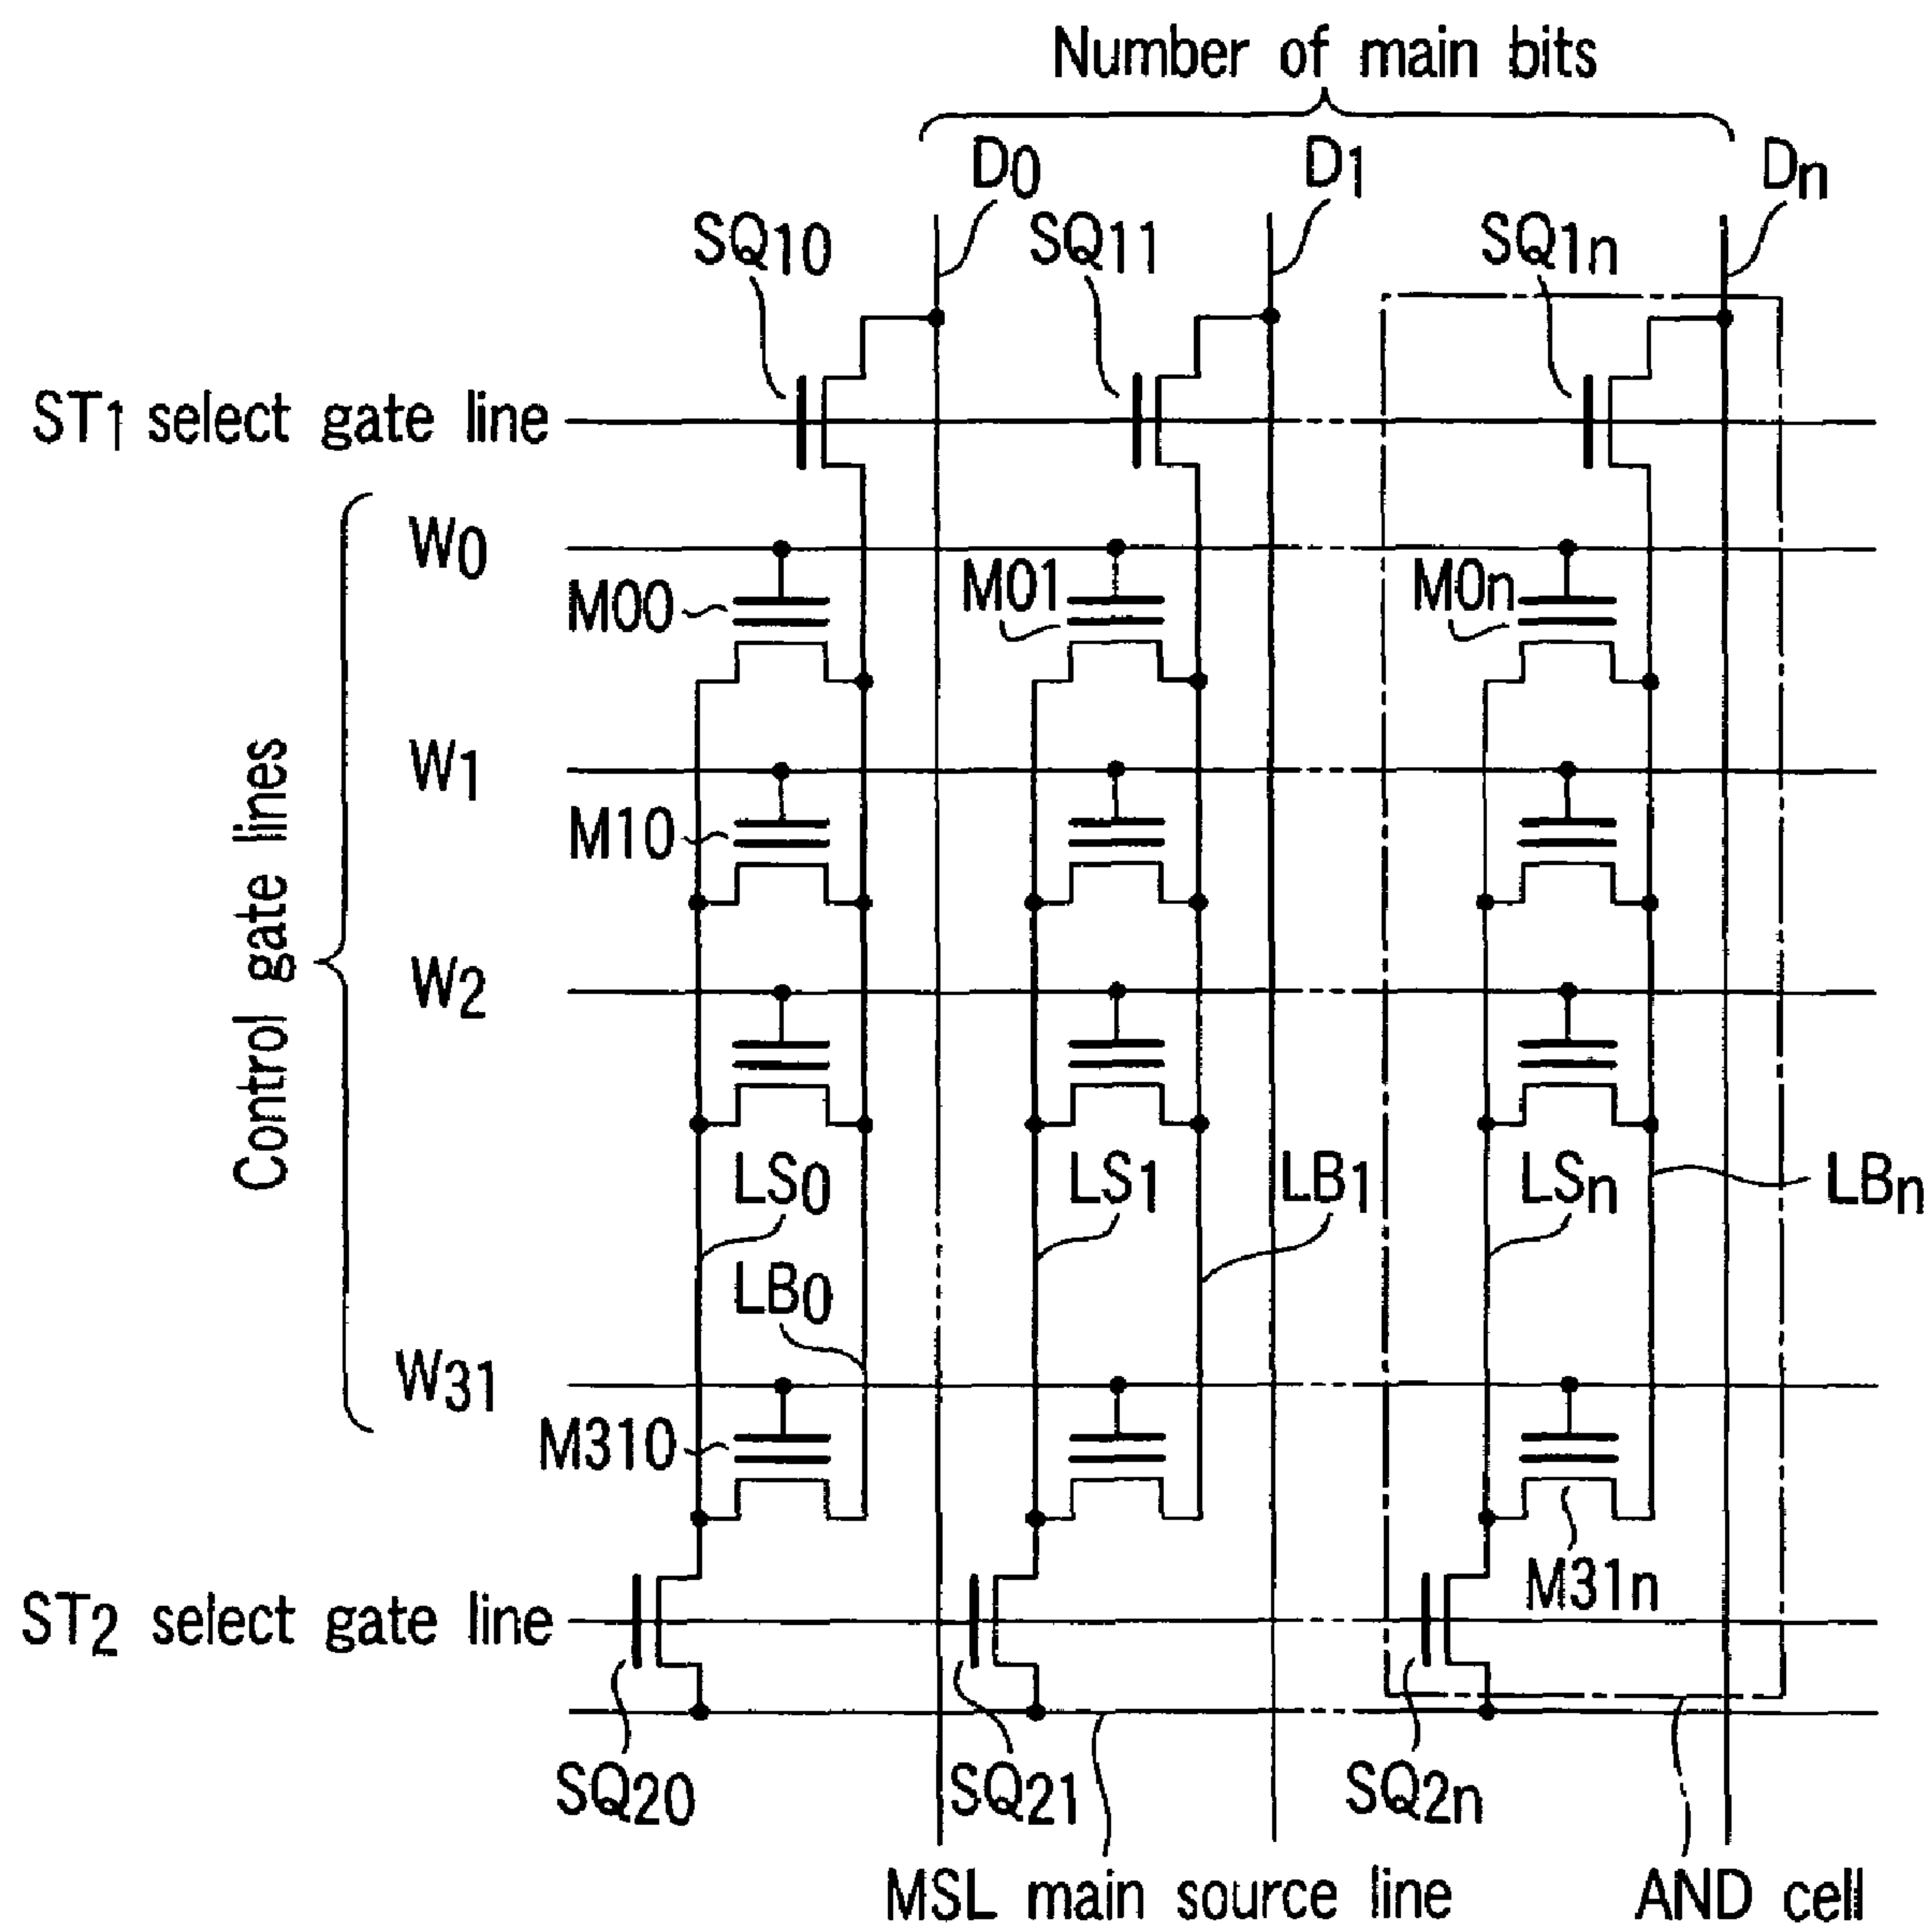 Number of main bits
D0
D1
Dn
SQ10
SQ11
SQ1n
ST1 select gate line
W0
M00
M01
M0n
W1
M10
Control gate lines
W2
LS0
LS1
LB1
LSn
LBn
LB0
W31
M310
M31n
ST2 select gate line
SQ20
SQ21
SQ2n
MSL main source line
AND cell